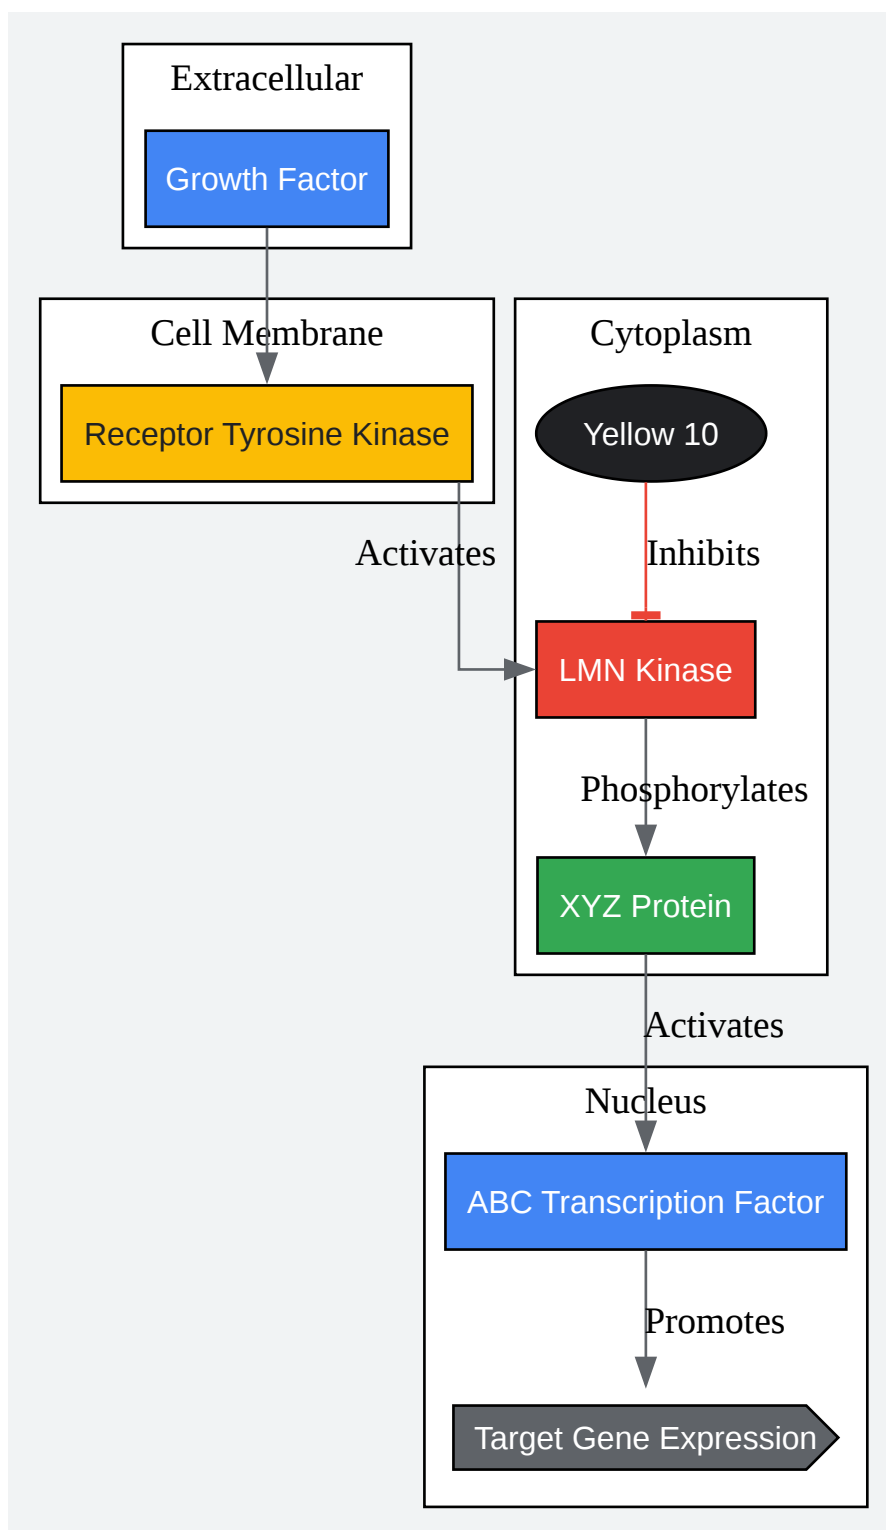 Extracellular
Growth Factor
Cell Membrane
Receptor Tyrosine Kinase
Cytoplasm
Yellow 10
Activates
Inhibits
LMN Kinase
Phosphorylates
XYZ Protein
Activates
Nucleus
ABC Transcription Factor
Promotes
Target Gene Expression